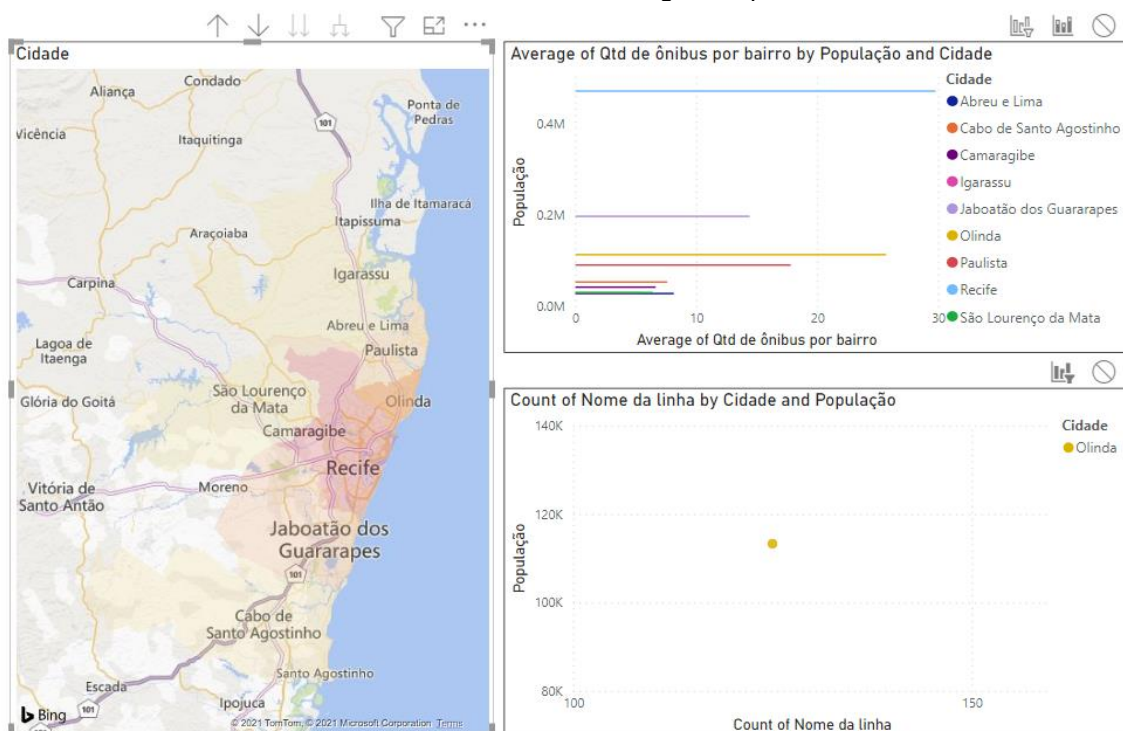 Cidade
Condado
Aliança
Ponta de
Pedras
101
Vicência
Itaquitinga
Ilha de Itamaracá
Itapissuma
Araçoiaba
Igarassu
Carpina
Abreu e Lima
Paulista
Lagoa de
Itaenga
São Lourenço
da Mata
Olinda
Glória do Goitá
Camaragibe
Recife
Moreno
Vitória de
Santo Antão
Jaboatão dos
Guararapes
101
Cabo de
Santo Agostinho
Santo Agostinho
Escada
Ipojuca
Bing
101
© 2021 TomTom, © 2021 Microsoft Corporation Terms
Average of Qtd de ônibus por bairro by População and Cidade
Cidade
Abreu e Lima
Cabo de Santo Agostinho
Camaragibe
Igarassu
Jaboatão dos Guararapes
Olinda
Paulista
Recife
São Lourenço da Mata
População
0.4M
0.2M
0.0M
0 10 20 30
Average of Qtd de ônibus por bairro
Count of Nome da linha by Cidade and População
Cidade
Olinda
População
140K
120K
100K
80K
100 150
Count of Nome da linha